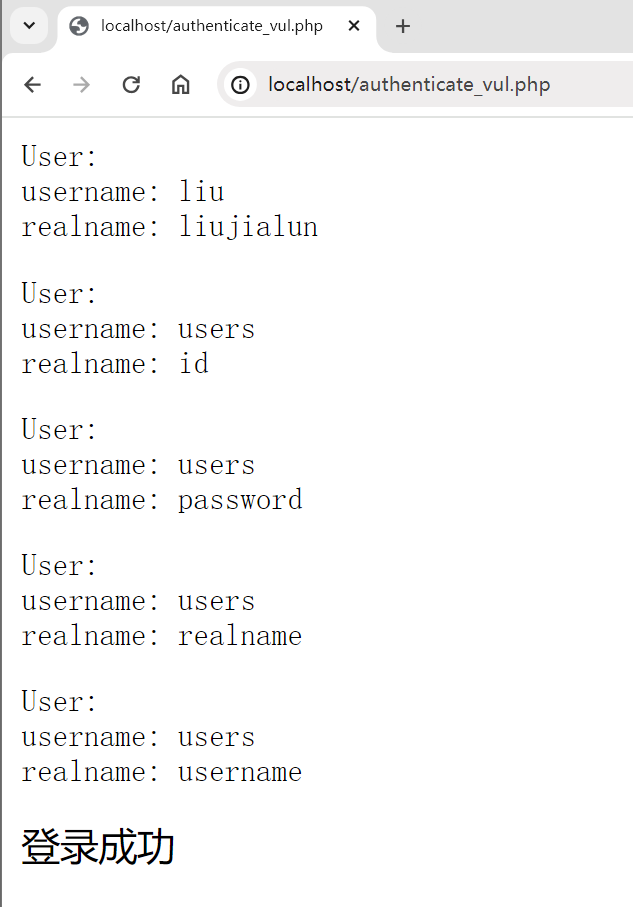 localhost/authenticate_vul.php
localhost/authenticate_vul.php
User:
username: liu
realname: liujialun
User:
username: users
realname: id
User:
username: users
realname: password
User:
username: users
realname: realname
User:
username: users
realname: username
登录成功